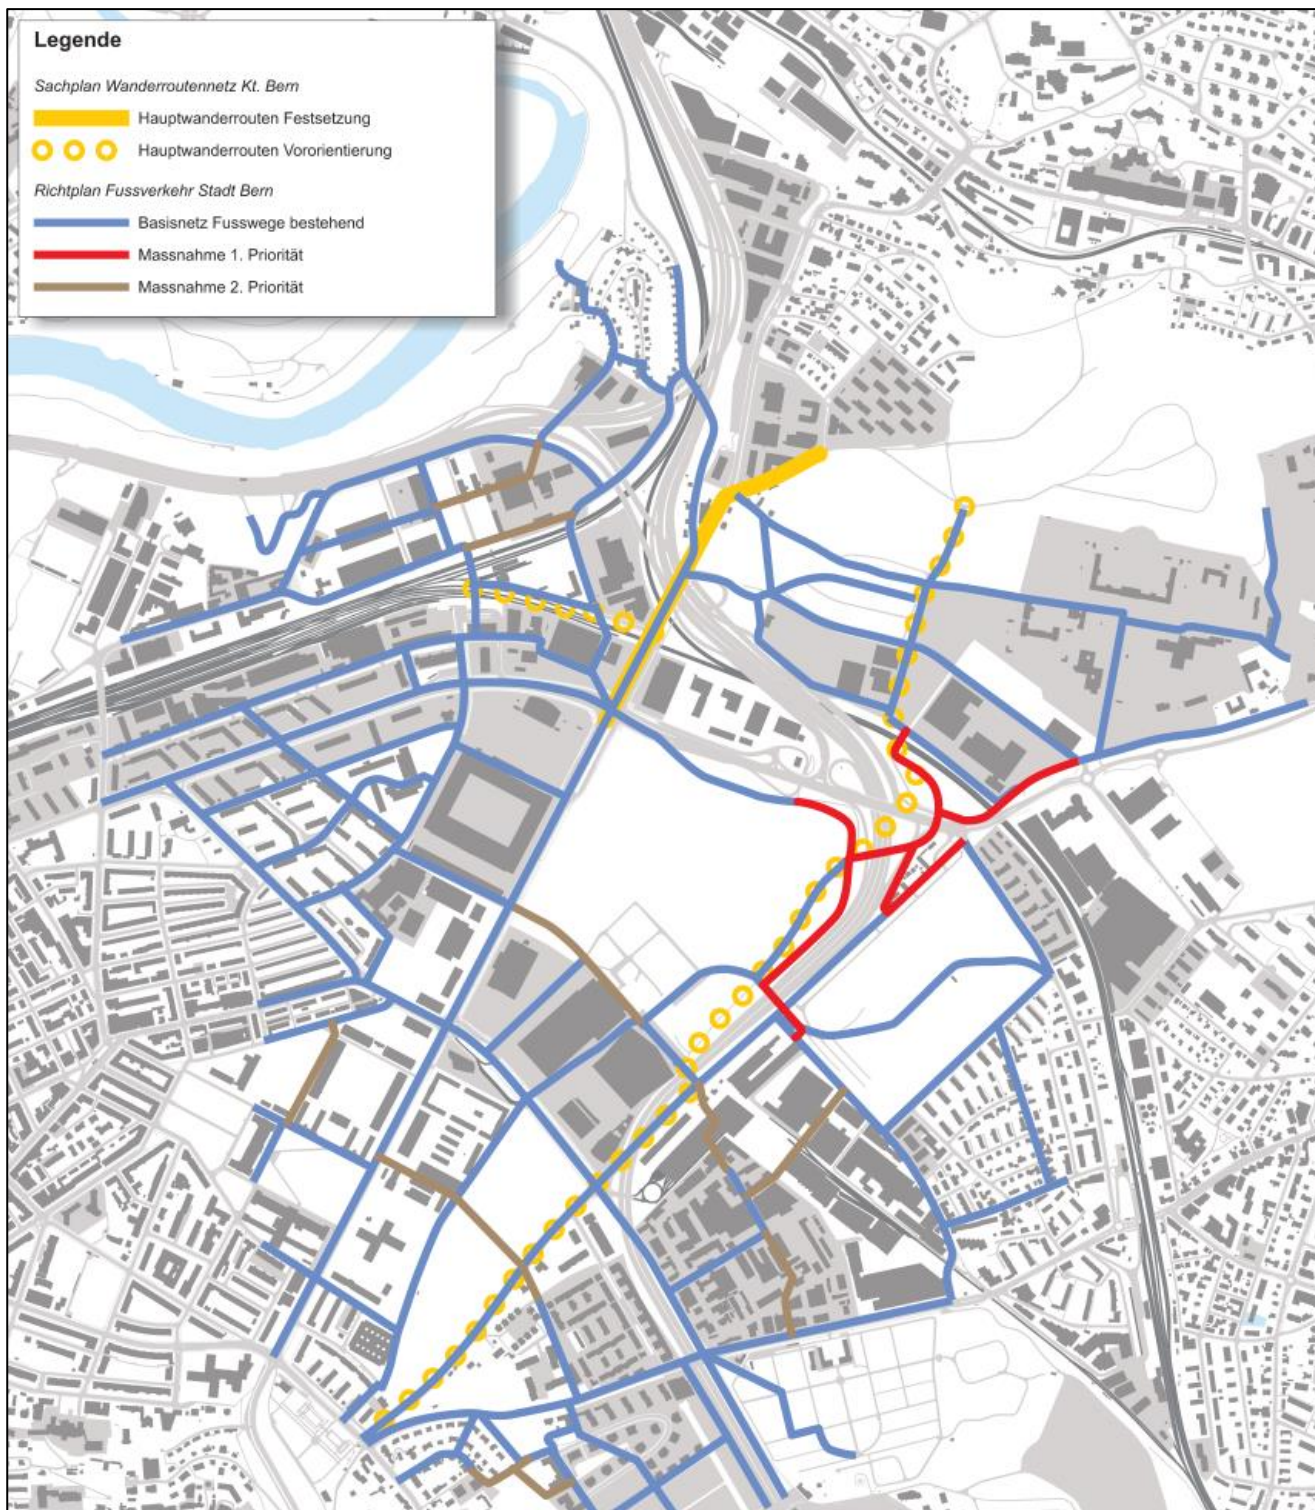 Legende
Sachplan Wanderroutennetz Kt. Bern
Hauptwanderrouten Festsetzung
Hauptwanderrouten Vororientierung
Richtplan Fussverkehr Stadt Bern
Basisnetz Fusswege bestehend
Massnahme 1. Priorität
Massnahme 2. Priorität